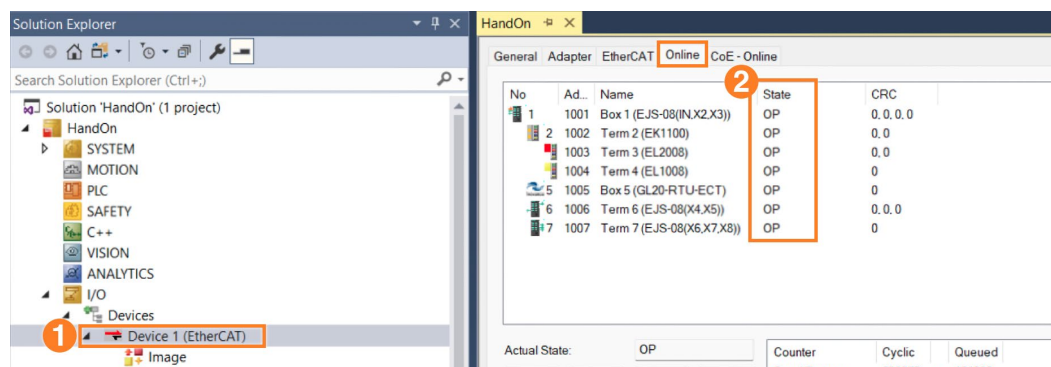 Solution Explorer
Search Solution Explorer (Ctrl+;)
Solution 'HandOn' (1 project)
HandOn
SYSTEM
MOTION
PLC
SAFETY
C++
VISION
ANALYTICS
I/O
Devices
1 Device 1 (EtherCAT)
Image
HandOn
General Adapter EtherCAT Online CoE - Online
2
No Ad... Name State CRC
1 1001 Box 1 (EJS-08(IN.X2,X3)) OP 0, 0, 0, 0
2 1002 Term 2 (EK1100) OP 0, 0
1003 Term 3 (EL2008) OP 0, 0
1004 Term 4 (EL1008) OP 0
5 1005 Box 5 (GL20-RTU-ECT) OP 0
6 1006 Term 6 (EJS-08(X4,X5)) OP 0, 0, 0
7 1007 Term 7 (EJS-08(X6,X7,X8)) OP 0
Actual State: OP Counter Cyclic Queued